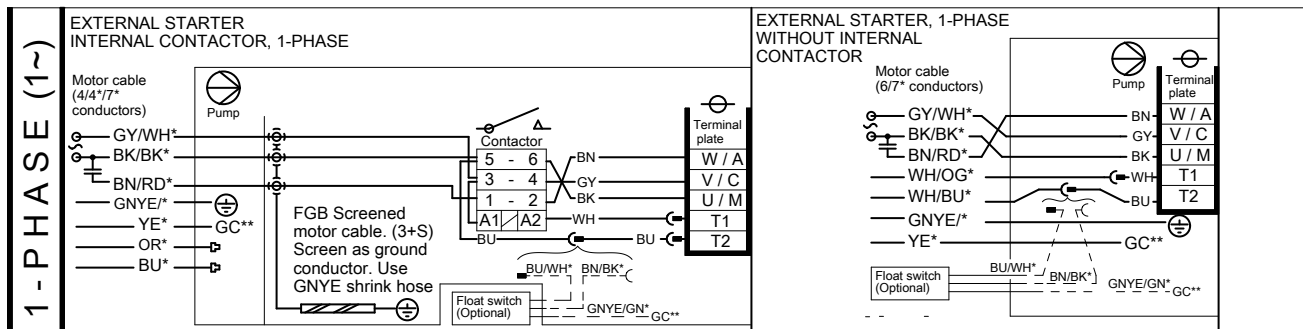 1 - PHASE (1~)
EXTERNAL STARTER
INTERNAL CONTACTOR, 1-PHASE
Motor cable
(4/4*/7*
conductors)
Pump
GY/WH*
BK/BK*
BN/RD*
GNYE/*
YE*
GC**
OR*
BU*
FGB Screened
motor cable. (3+S)
Screen as ground
conductor. Use
GNYE shrink hose
Contactor
5 - 6
3 - 4
1 - 2
A1 A2
BN
GY
BK
WH
BU
BU
Terminal
plate
W / A
V / C
U / M
T1
T2
BU/WH*
BN/BK*
Float switch
(Optional)
GNYE/GN*
GC**
EXTERNAL STARTER, 1-PHASE
WITHOUT INTERNAL
CONTACTOR
Motor cable
(6/7* conductors)
Pump
GY/WH*
BK/BK*
BN/RD*
WH/OG*
WH/BU*
GNYE/*
YE*
BN
GY
BK
WH
BU
Terminal
plate
W / A
V / C
U / M
T1
T2
GC**
BU/WH*
BN/BK*
Float switch
(Optional)
GNYE/GN*
GC**